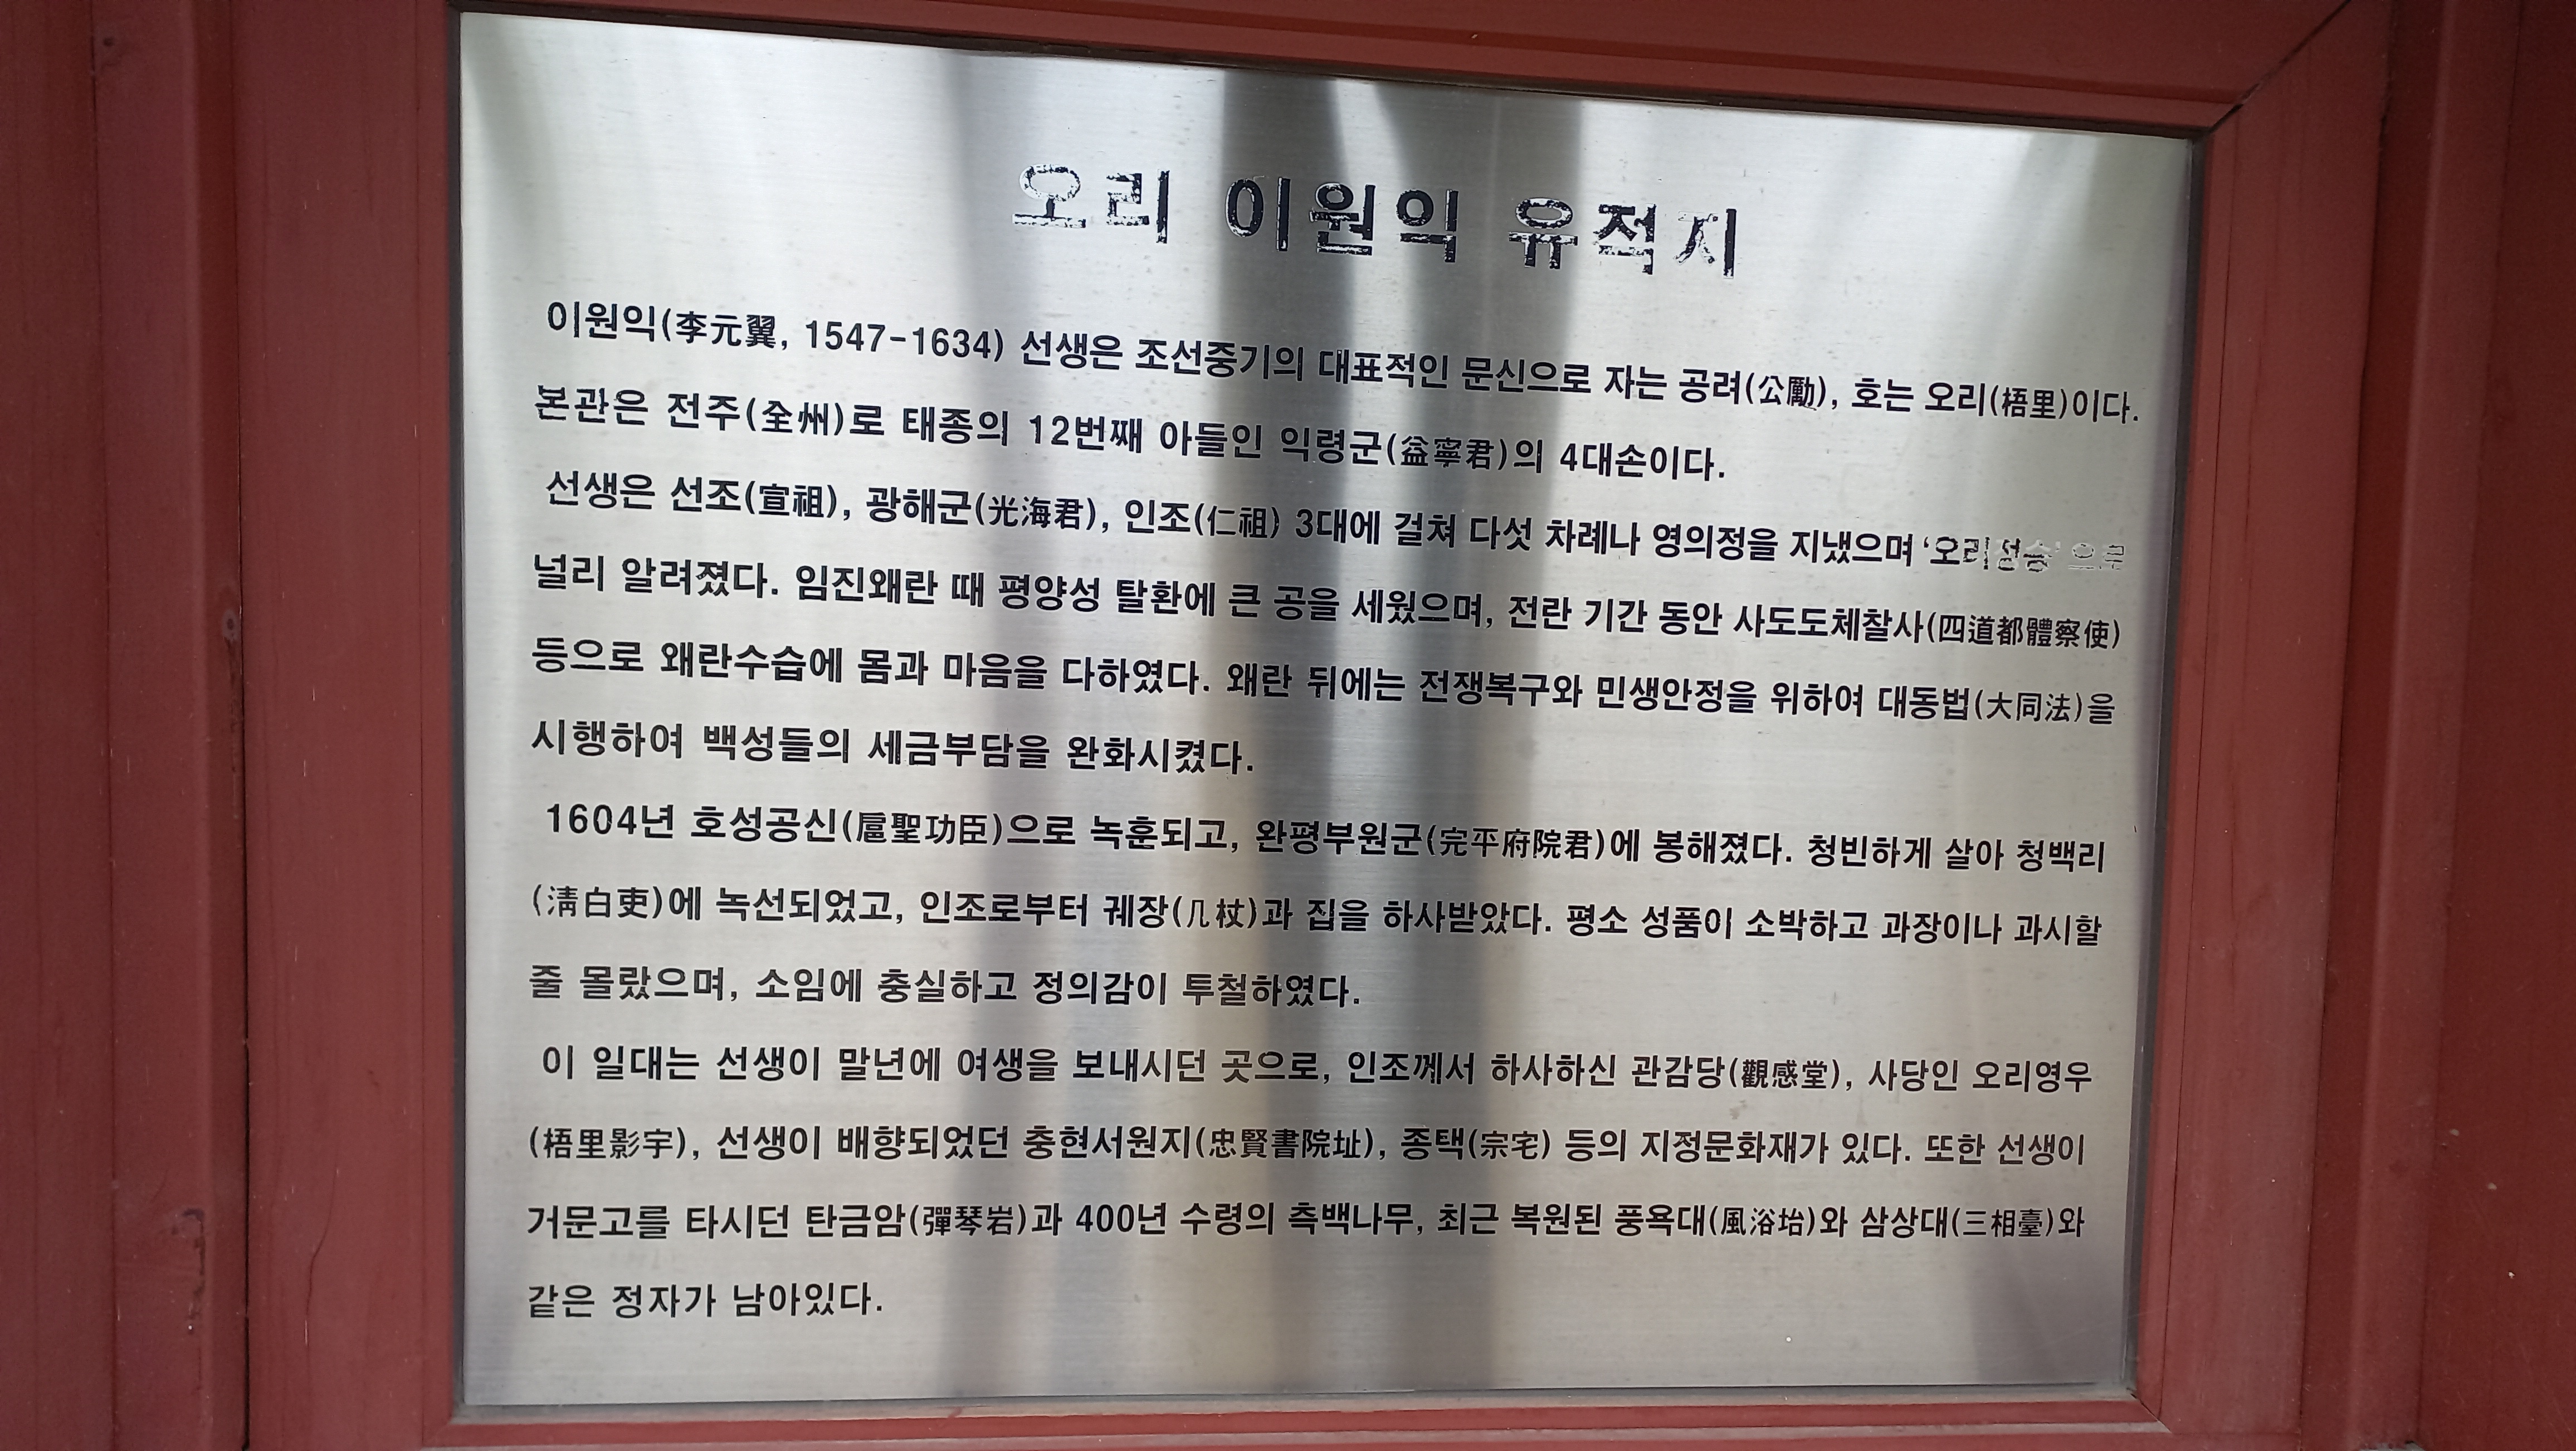 오리 이원익 유적지
이원익(李元翼, 1547-1634) 선생은 조선중기의 대표적인 문신으로 자는 공려(公勵), 호는 오리(梧里)이다.
본관은 전주(全州)로 태종의 12번째 아들인 익령군(益寧君)의 4대손이다.
선생은 선조(宣祖), 광해군(光海君), 인조(仁祖) 3대에 걸쳐 다섯 차례나 영의정을 지냈으며 ‘오리정승’ 으로
널리 알려졌다. 임진왜란 때 평양성 탈환에 큰 공을 세웠으며, 전란 기간 동안 사도도체찰사(四道都體察使)
등으로 왜란수습에 몸과 마음을 다하였다. 왜란 뒤에는 전쟁복구와 민생안정을 위하여 대동법(大同法)을
시행하여 백성들의 세금부담을 완화시켰다.
1604년 호성공신(扈聖功臣)으로 녹훈되고, 완평부원군(完平府院君)에 봉해졌다. 청빈하게 살아 청백리
(淸白吏)에 녹선되었고, 인조로부터 궤장(几杖)과 집을 하사받았다. 평소 성품이 소박하고 과장이나 과시할
줄 몰랐으며, 소임에 충실하고 정의감이 투철하였다.
이 일대는 선생이 말년에 여생을 보내시던 곳으로, 인조께서 하사하신 관감당(觀感堂), 사당인 오리영우
(梧里影宇), 선생이 배향되었던 충현서원지(忠賢書院址), 종택(宗宅) 등의 지정문화재가 있다. 또한 선생이
거문고를 타시던 탄금암(彈琴岩)과 400년 수령의 측백나무, 최근 복원된 풍욕대(風浴坮)와 삼상대(三相臺)와
같은 정자가 남아있다.